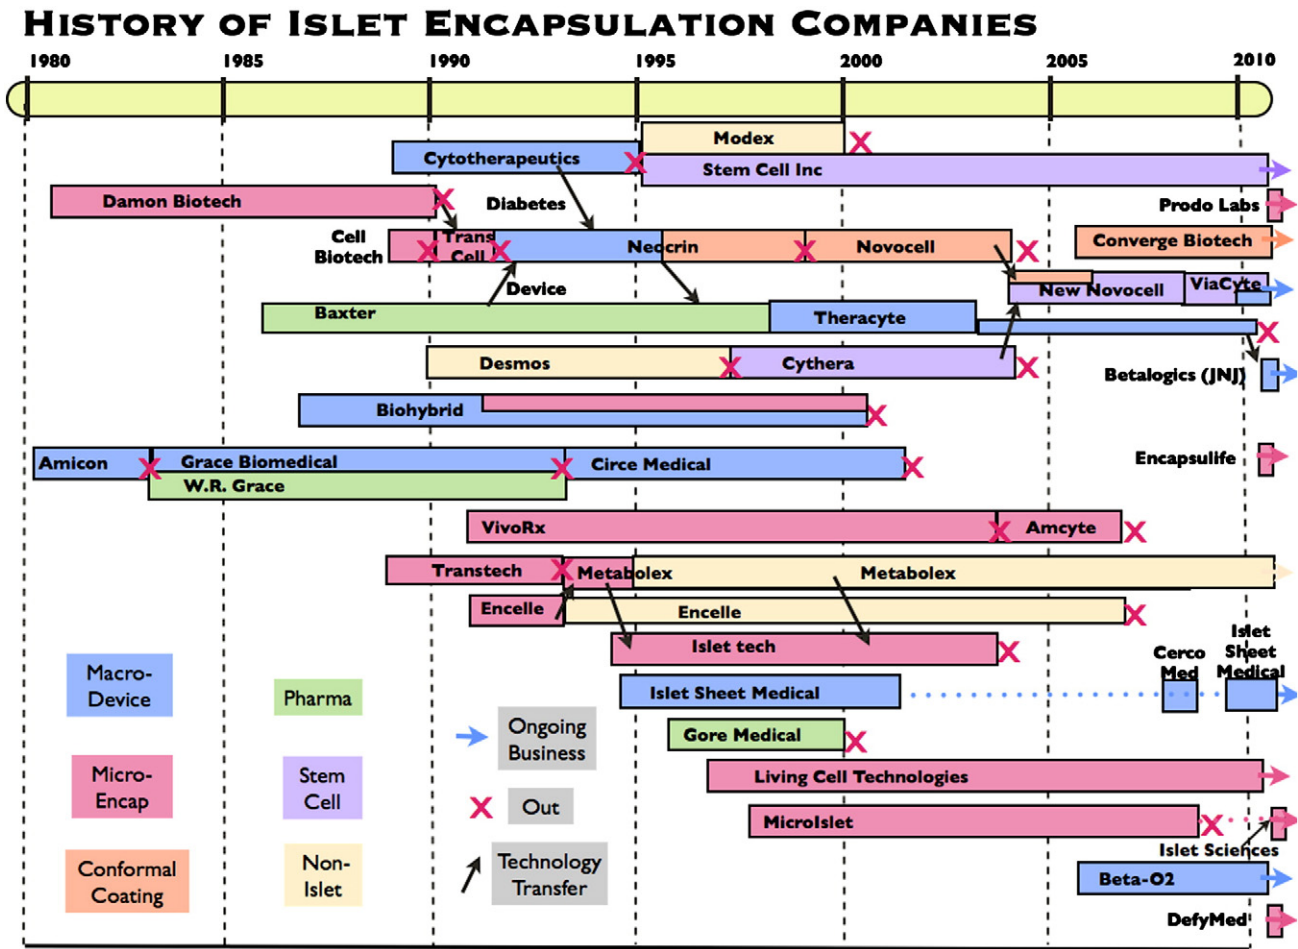 HISTORY OF ISLET ENCAPSULATION COMPANIES
1980 1985 1990 1995 2000 2005 2010
Modex
Cytotherapeutics
Stem Cell Inc
Damon Biotech
Diabetes
Prodo Labs
Cell
Biotech
Trans
Cell
Neocrin
Novocell
Converge Biotech
Device
New Novocell
ViaCyte
Baxter
Theracyte
Desmos
Cythera
Betalogics (JNJ)
Biohybrid
Amicon
Grace Biomedical
Circe Medical
Encapsulife
W.R. Grace
VivoRx
Amcyte
Transtech
Metabolex
Metabolex
Encelle
Encelle
Islet tech
Cerco
Med
Islet
Sheet
Medical
Islet Sheet Medical
Gore Medical
Living Cell Technologies
MicroIslet
Islet Sciences
Beta-O2
DefyMed
Macro-
Device
Pharma
Ongoing
Business
Micro-
Encap
Stem
Cell
Out
Conformal
Coating
Non-
Islet
Technology
Transfer